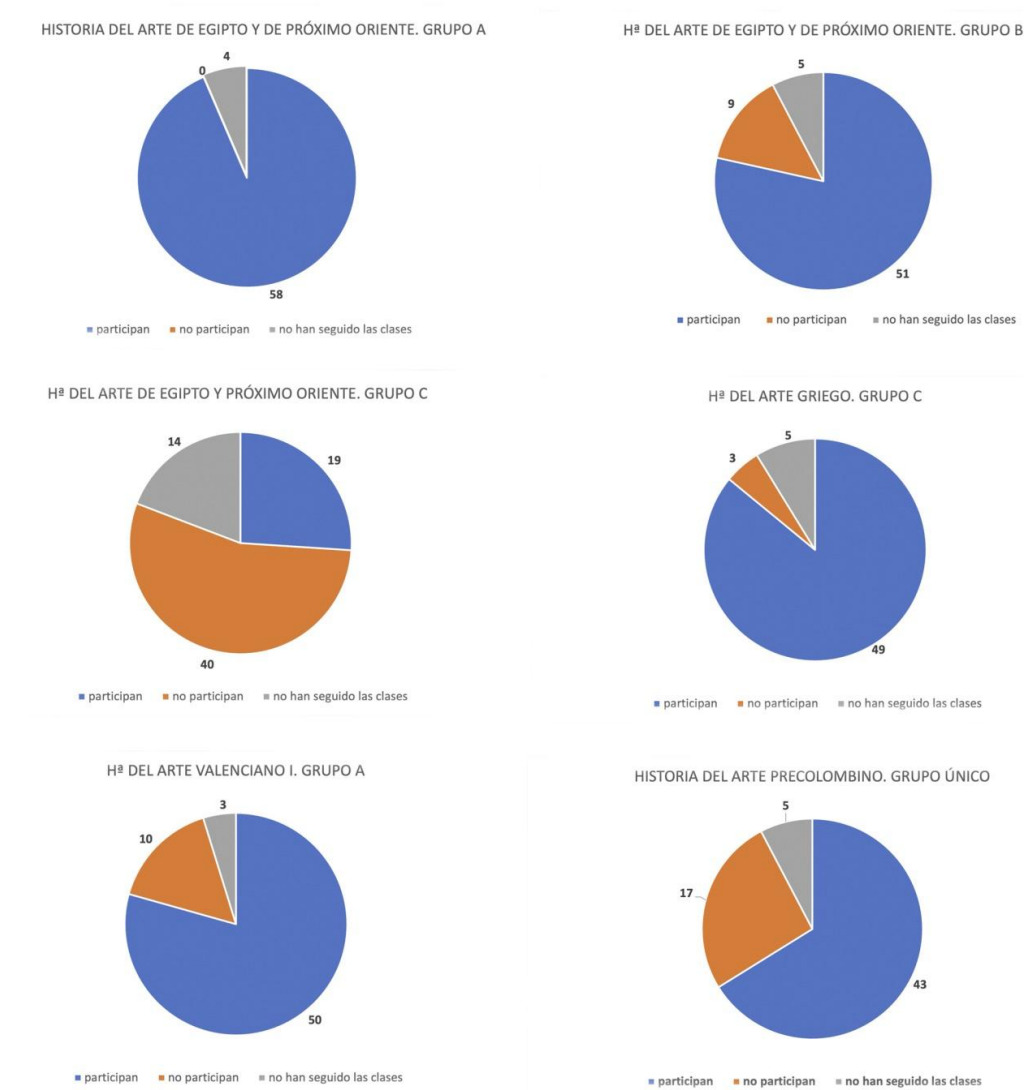 HISTORIA DEL ARTE DE EGIPTO Y DE PRÓXIMO ORIENTE. GRUPO A
4
0
58
participan no participan no han seguido las clases
Hª DEL ARTE DE EGIPTO Y DE PRÓXIMO ORIENTE. GRUPO B
5
9
51
participan no participan no han seguido las clases
Hª DEL ARTE DE EGIPTO Y PRÓXIMO ORIENTE. GRUPO C
14
19
40
participan no participan no han seguido las clases
Hª DEL ARTE GRIEGO. GRUPO C
5
3
49
participan no participan no han seguido las clases
Hª DEL ARTE VALENCIANO I. GRUPO A
3
10
50
participan no participan no han seguido las clases
HISTORIA DEL ARTE PRECOLOMBINO. GRUPO ÚNICO
5
17
43
participan no participan no han seguido las clases